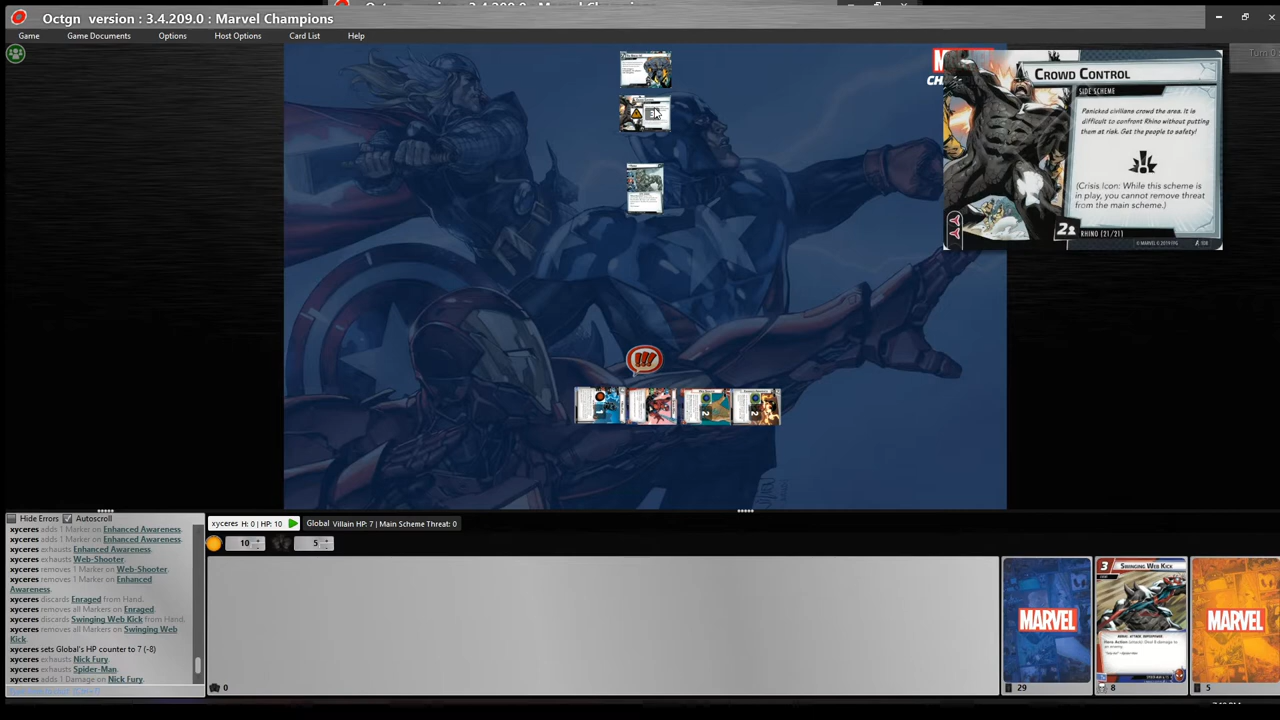 Octgn version : 3.4.209.0 : Marvel Champions
Game Game Documents Options Host Options Card List Help
Turn 0
CROWD CONTROL
SIDE SCHEME
Panicked civilians crowd the area. It is
difficult to confront Rhino without putting
them at risk. Get the people to safety!
(Crisis Icon: While this scheme is
in play, you cannot remove threat
from the main scheme.)
2
RHINO (21/21)
!!!
1
2
2
Hide Errors Autoscroll
xyceres adds 1 Marker on Enhanced Awareness.
xyceres adds 1 Marker on Enhanced Awareness.
xyceres exhausts Enhanced Awareness.
xyceres exhausts Web-Shooter.
xyceres removes 1 Marker on Web-Shooter.
xyceres removes 1 Marker on Enhanced
Awareness.
xyceres discards Enraged from Hand.
xyceres removes all Markers on Enraged.
xyceres discards Swinging Web Kick from Hand.
xyceres removes all Markers on Swinging Web
Kick.
xyceres sets Global's HP counter to 7 (-8)
xyceres exhausts Nick Fury.
xyceres exhausts Spider-Man.
xyceres adds 1 Damage on Nick Fury.
xyceres H: 0 | HP: 10 Global Villain HP: 7 | Main Scheme Threat: 0
10 5
0
MARVEL
29
3 SWINGING WEB KICK
8
MARVEL
5